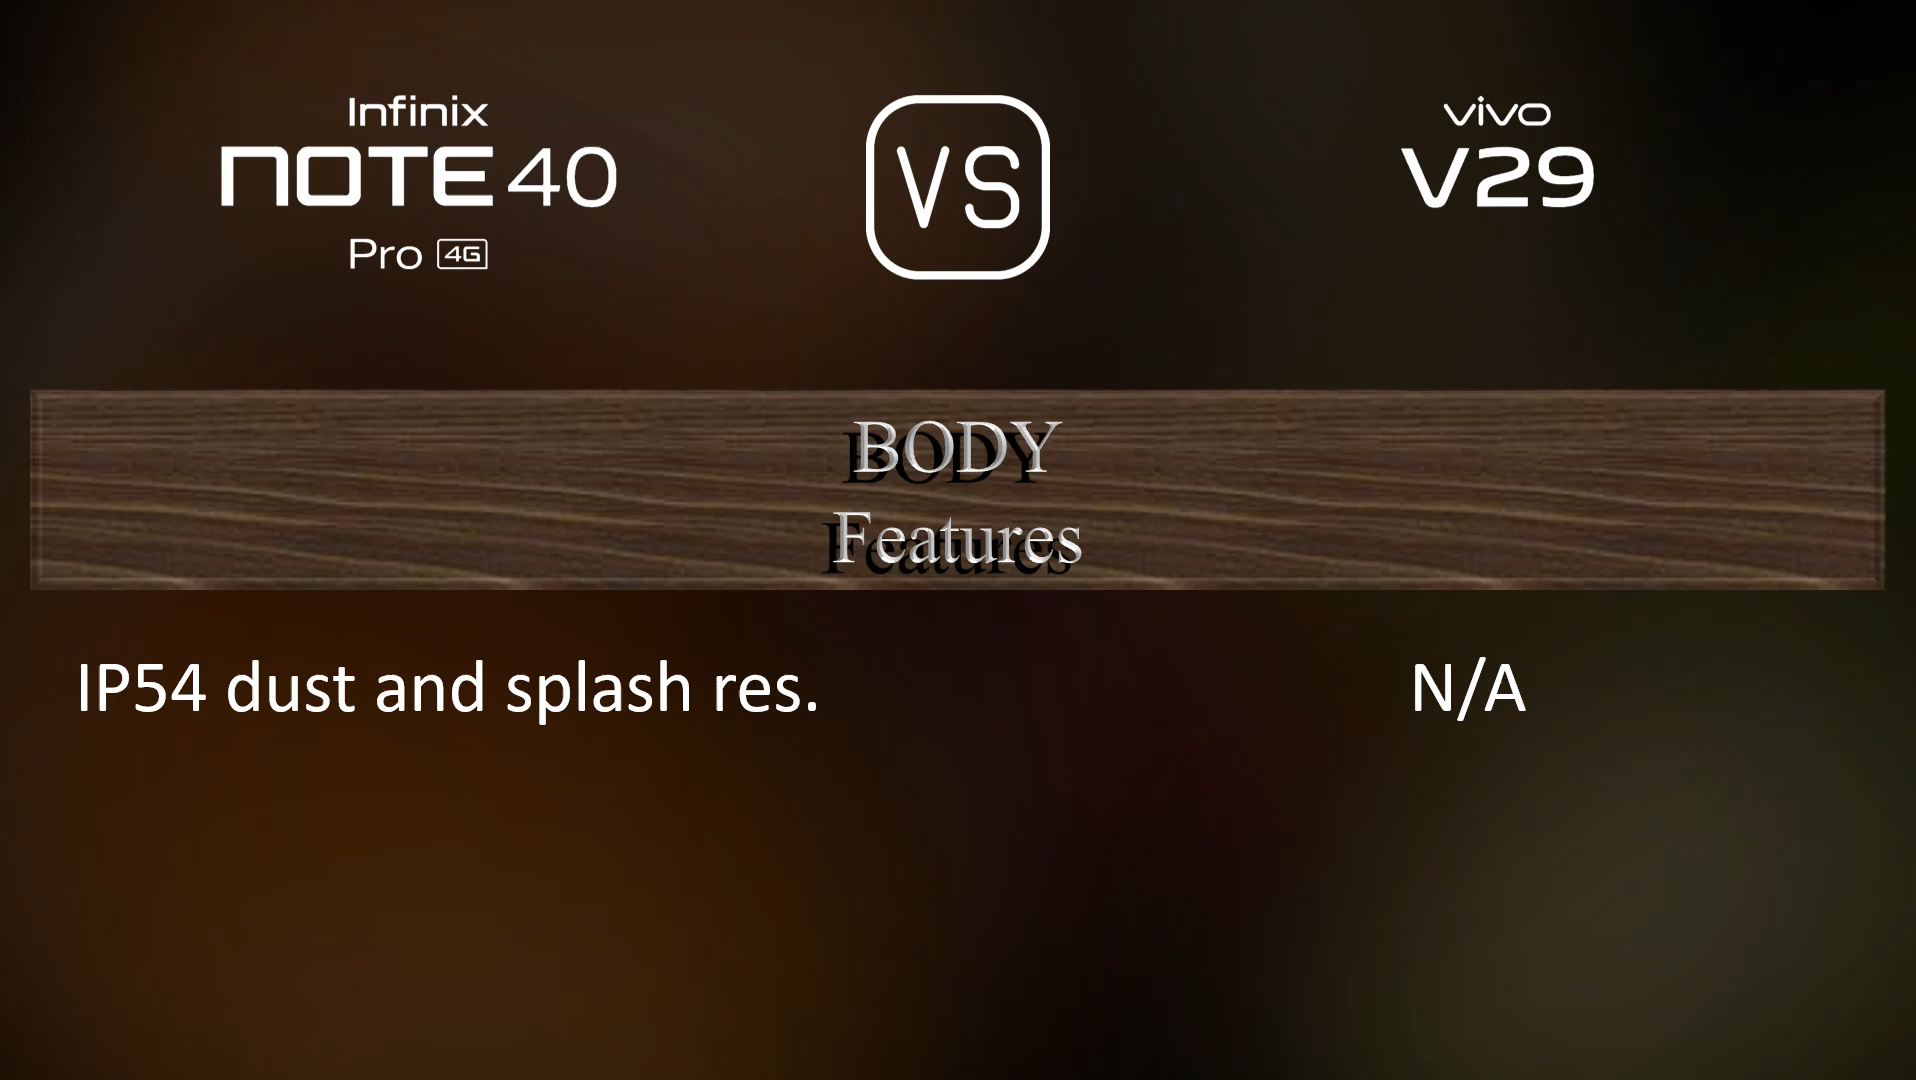 Infinix
NOTE 40
Pro 4G
VS
vivo
V29
BODY
Features
IP54 dust and splash res.
N/A